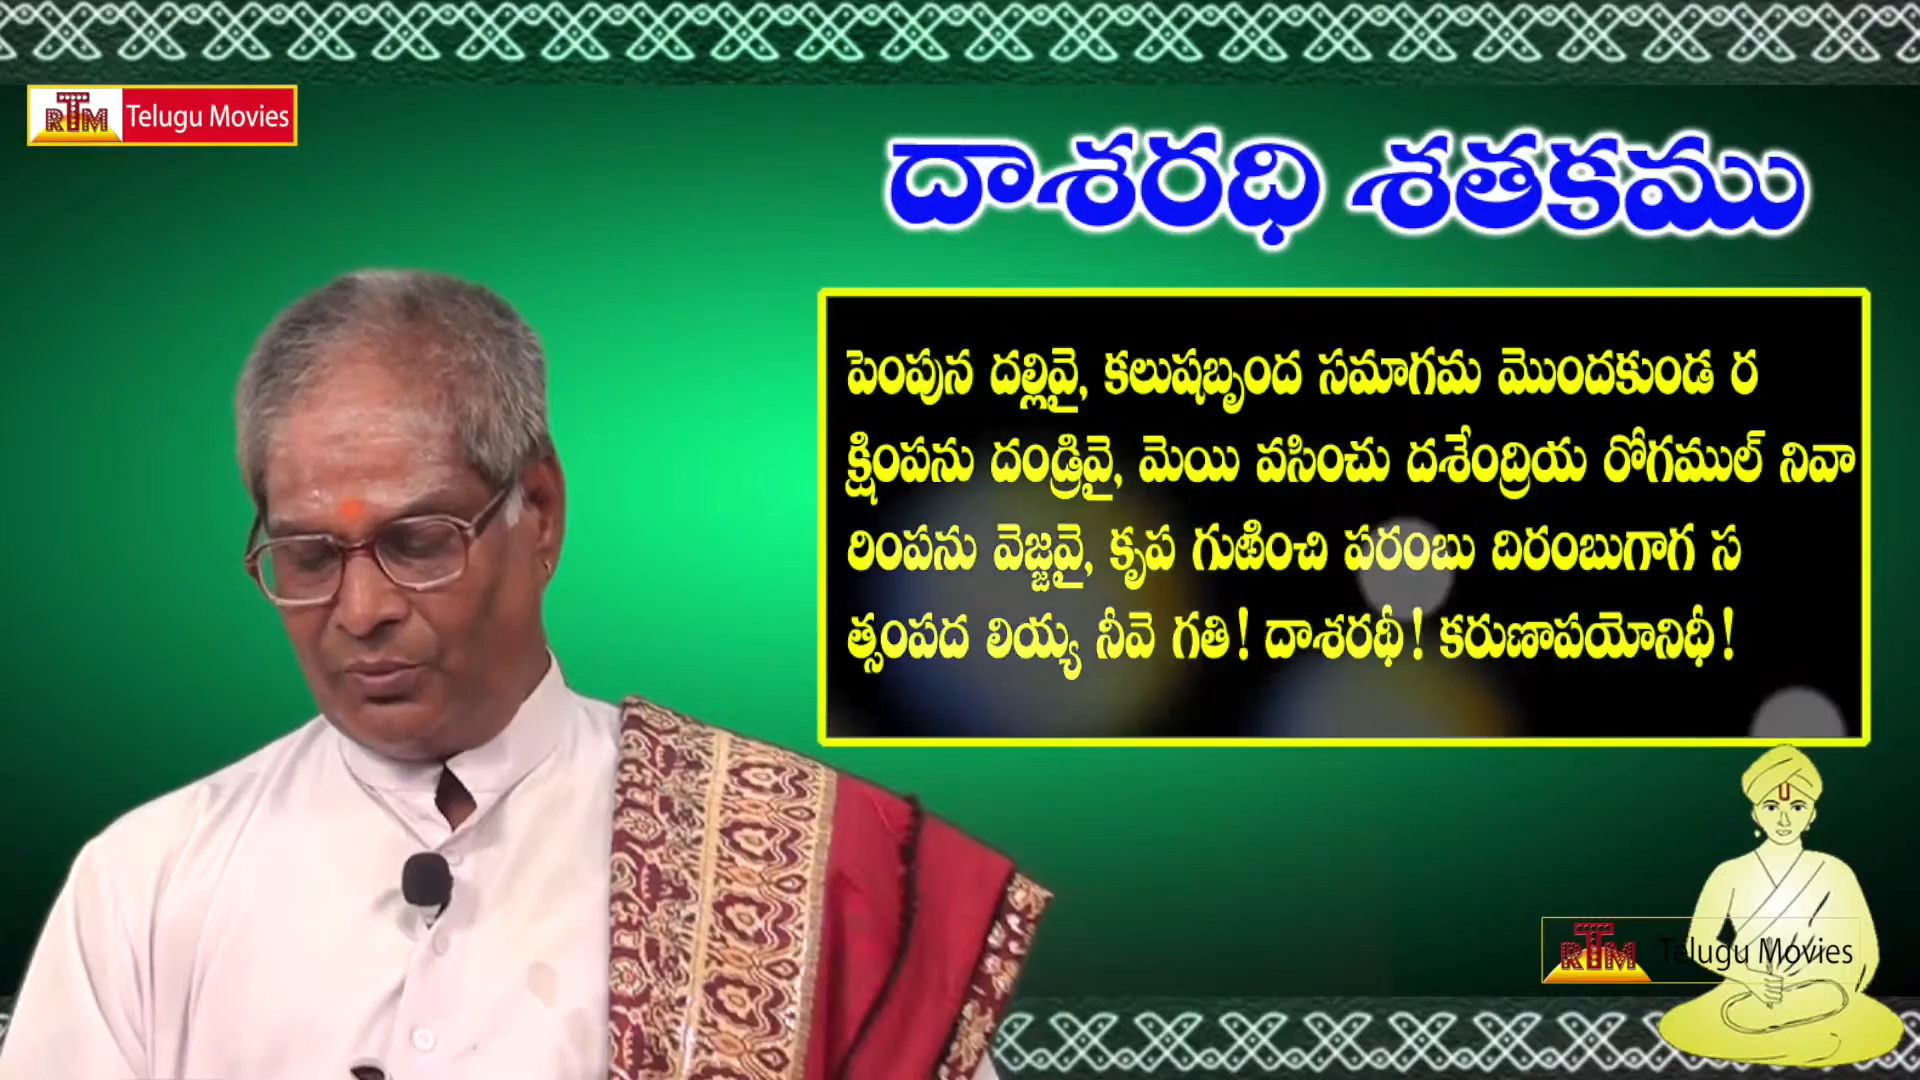 RTM Telugu Movies
దాశరధి శతకము
పెంపున దల్లివై, కలుషబృంద సమాగమ మొందకుండ ర
క్షింపను దండ్రివై, మెయి వసించు దశేంద్రియ రోగముల్ నివా
రింపను వెజ్జవై, కృప గుఱించి పరంబు దిరంబుగాగ స
త్సంపద లియ్య నీవె గతి! దాశరథీ! కరుణాపయోనిధీ!
RTM Telugu Movies